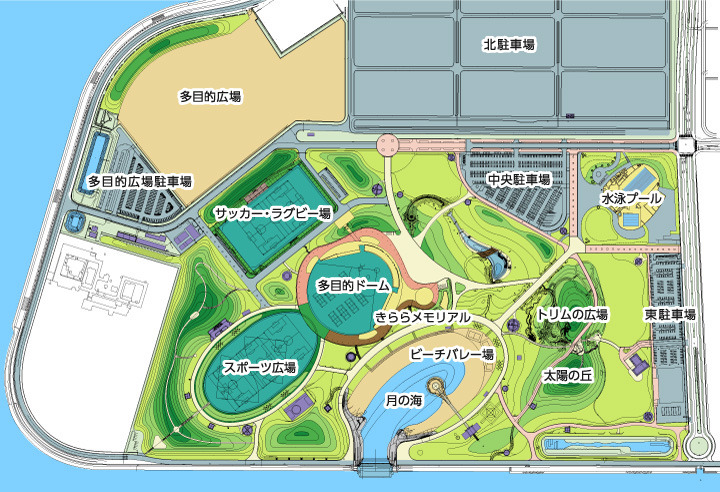 北駐車場
多目的広場
多目的広場駐車場
中央駐車場
水泳プール
サッカー・ラグビー場
多目的ドーム
きららメモリアル
トリムの広場
東駐車場
ビーチバレー場
スポーツ広場
太陽の丘
月の海